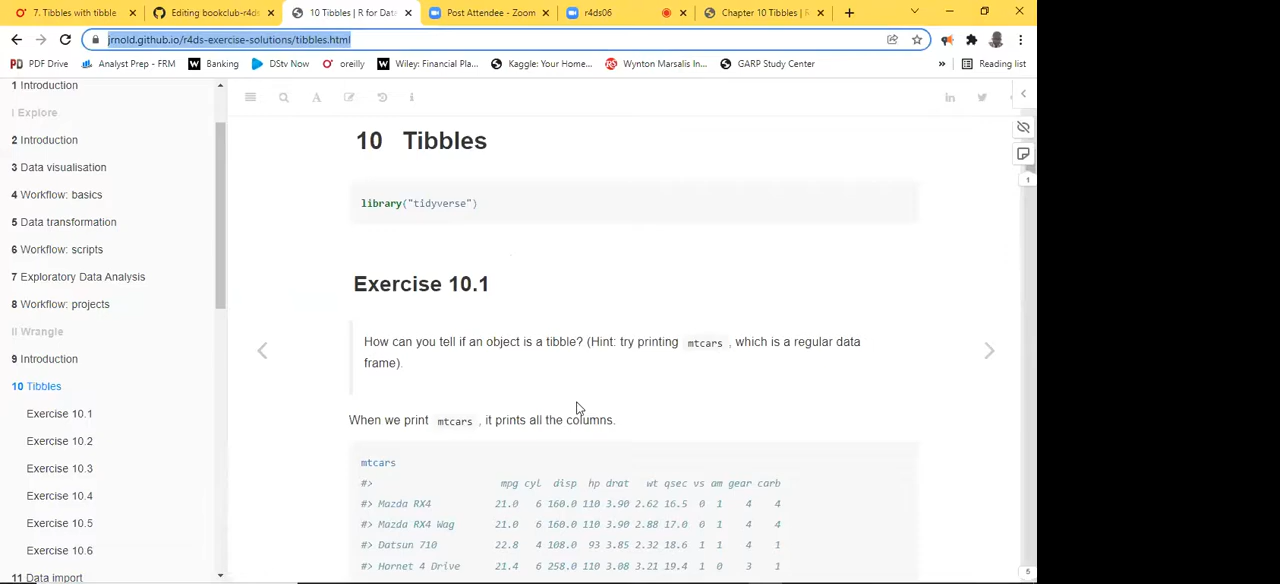 7. Tibbles with tibble
Editing bookclub-r4ds
10 Tibbles | R for Dat
Post Attendee - Zoom
r4ds06
Chapter 10 Tibbles | R
jrnold.github.io/r4ds-exercise-solutions/tibbles.html
PDF Drive
Analyst Prep - FRM
Banking
DStv Now
oreilly
Wiley: Financial Pla...
Kaggle: Your Home...
Wynton Marsalis In...
GARP Study Center
»
Reading list
1 Introduction
I Explore
2 Introduction
3 Data visualisation
4 Workflow: basics
5 Data transformation
6 Workflow: scripts
7 Exploratory Data Analysis
8 Workflow: projects
II Wrangle
9 Introduction
10 Tibbles
Exercise 10.1
Exercise 10.2
Exercise 10.3
Exercise 10.4
Exercise 10.5
Exercise 10.6
11 Data import
10 Tibbles
library("tidyverse")
Exercise 10.1
How can you tell if an object is a tibble? (Hint: try printing mtcars , which is a regular data
frame).
When we print mtcars , it prints all the columns.
mtcars
#> mpg cyl disp hp drat wt qsec vs am gear carb
#> Mazda RX4 21.0 6 160.0 110 3.90 2.62 16.5 0 1 4 4
#> Mazda RX4 Wag 21.0 6 160.0 110 3.90 2.88 17.0 0 1 4 4
#> Datsun 710 22.8 4 108.0 93 3.85 2.32 18.6 1 1 4 1
#> Hornet 4 Drive 21.4 6 258.0 110 3.08 3.21 19.4 1 0 3 1
1
5